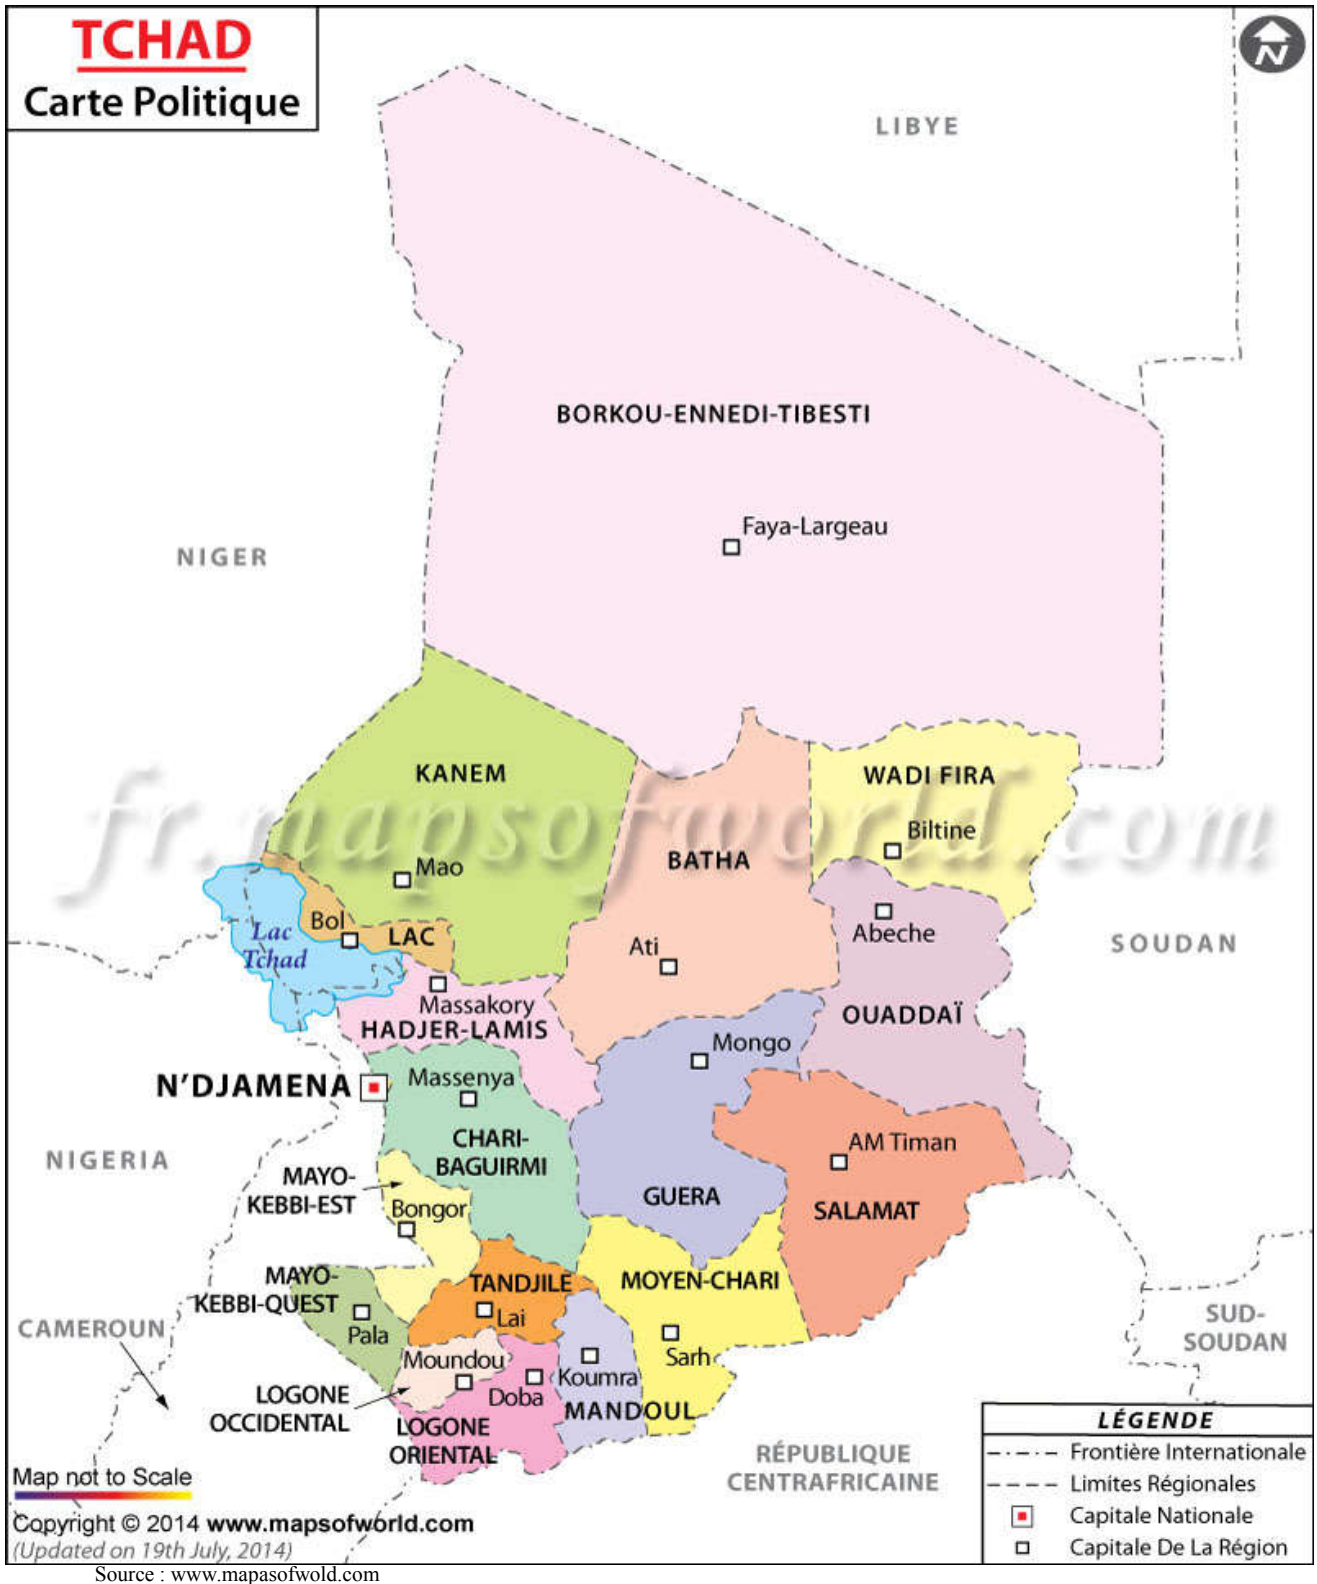 TCHAD
Carte Politique
N
LIBYE
BORKOU-ENNEDI-TIBESTI
Faya-Largeau
NIGER
KANEM
WADI FIRA
fr.mapsofworld.com
Biltine
BATHA
Mao
Bol
LAC
Lac
Tchad
Abeche
Ati
SOUDAN
Massakory
HADJER-LAMIS
OUADDAÏ
Mongo
N'DJAMENA
Massenya
CHARI-
BAGUIRMI
AM Timan
NIGERIA
MAYO-
KEBBI-EST
Bongor
GUERA
SALAMAT
MAYO-
KEBBI-QUEST
TANDJILE
MOYEN-CHARI
Lai
Pala
CAMEROUN
SUD-
SOUDAN
Sarh
Moundou
Koumra
Doba
LOGONE
OCCIDENTAL
MANDOUL
LOGONE
ORIENTAL
RÉPUBLIQUE
CENTRAFRICAINE
LÉGENDE
Frontière Internationale
Limites Régionales
Capitale Nationale
Capitale De La Région
Map not to Scale
Copyright © 2014 www.mapsofworld.com
(Updated on 19th July, 2014)
Source : www.mapasofwold.com